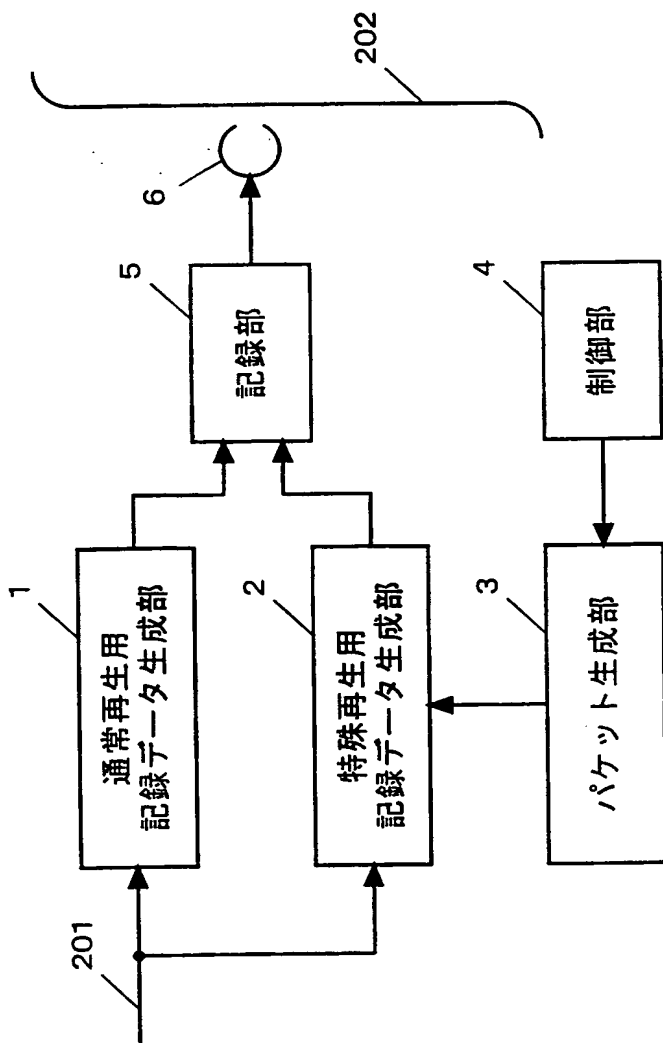 201
1
通常再生用
記録データ生成部
2
特殊再生用
記録データ生成部
3
パケット生成部
4
制御部
5
記録部
6
202